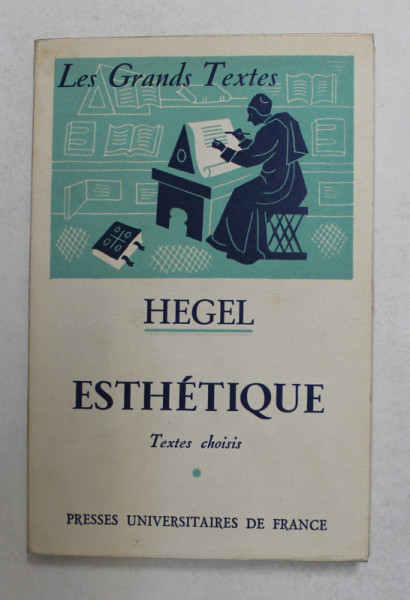 Les Grands Textes
HEGEL
ESTHÉTIQUE
Textes choisis
PRESSES UNIVERSITAIRES DE FRANCE